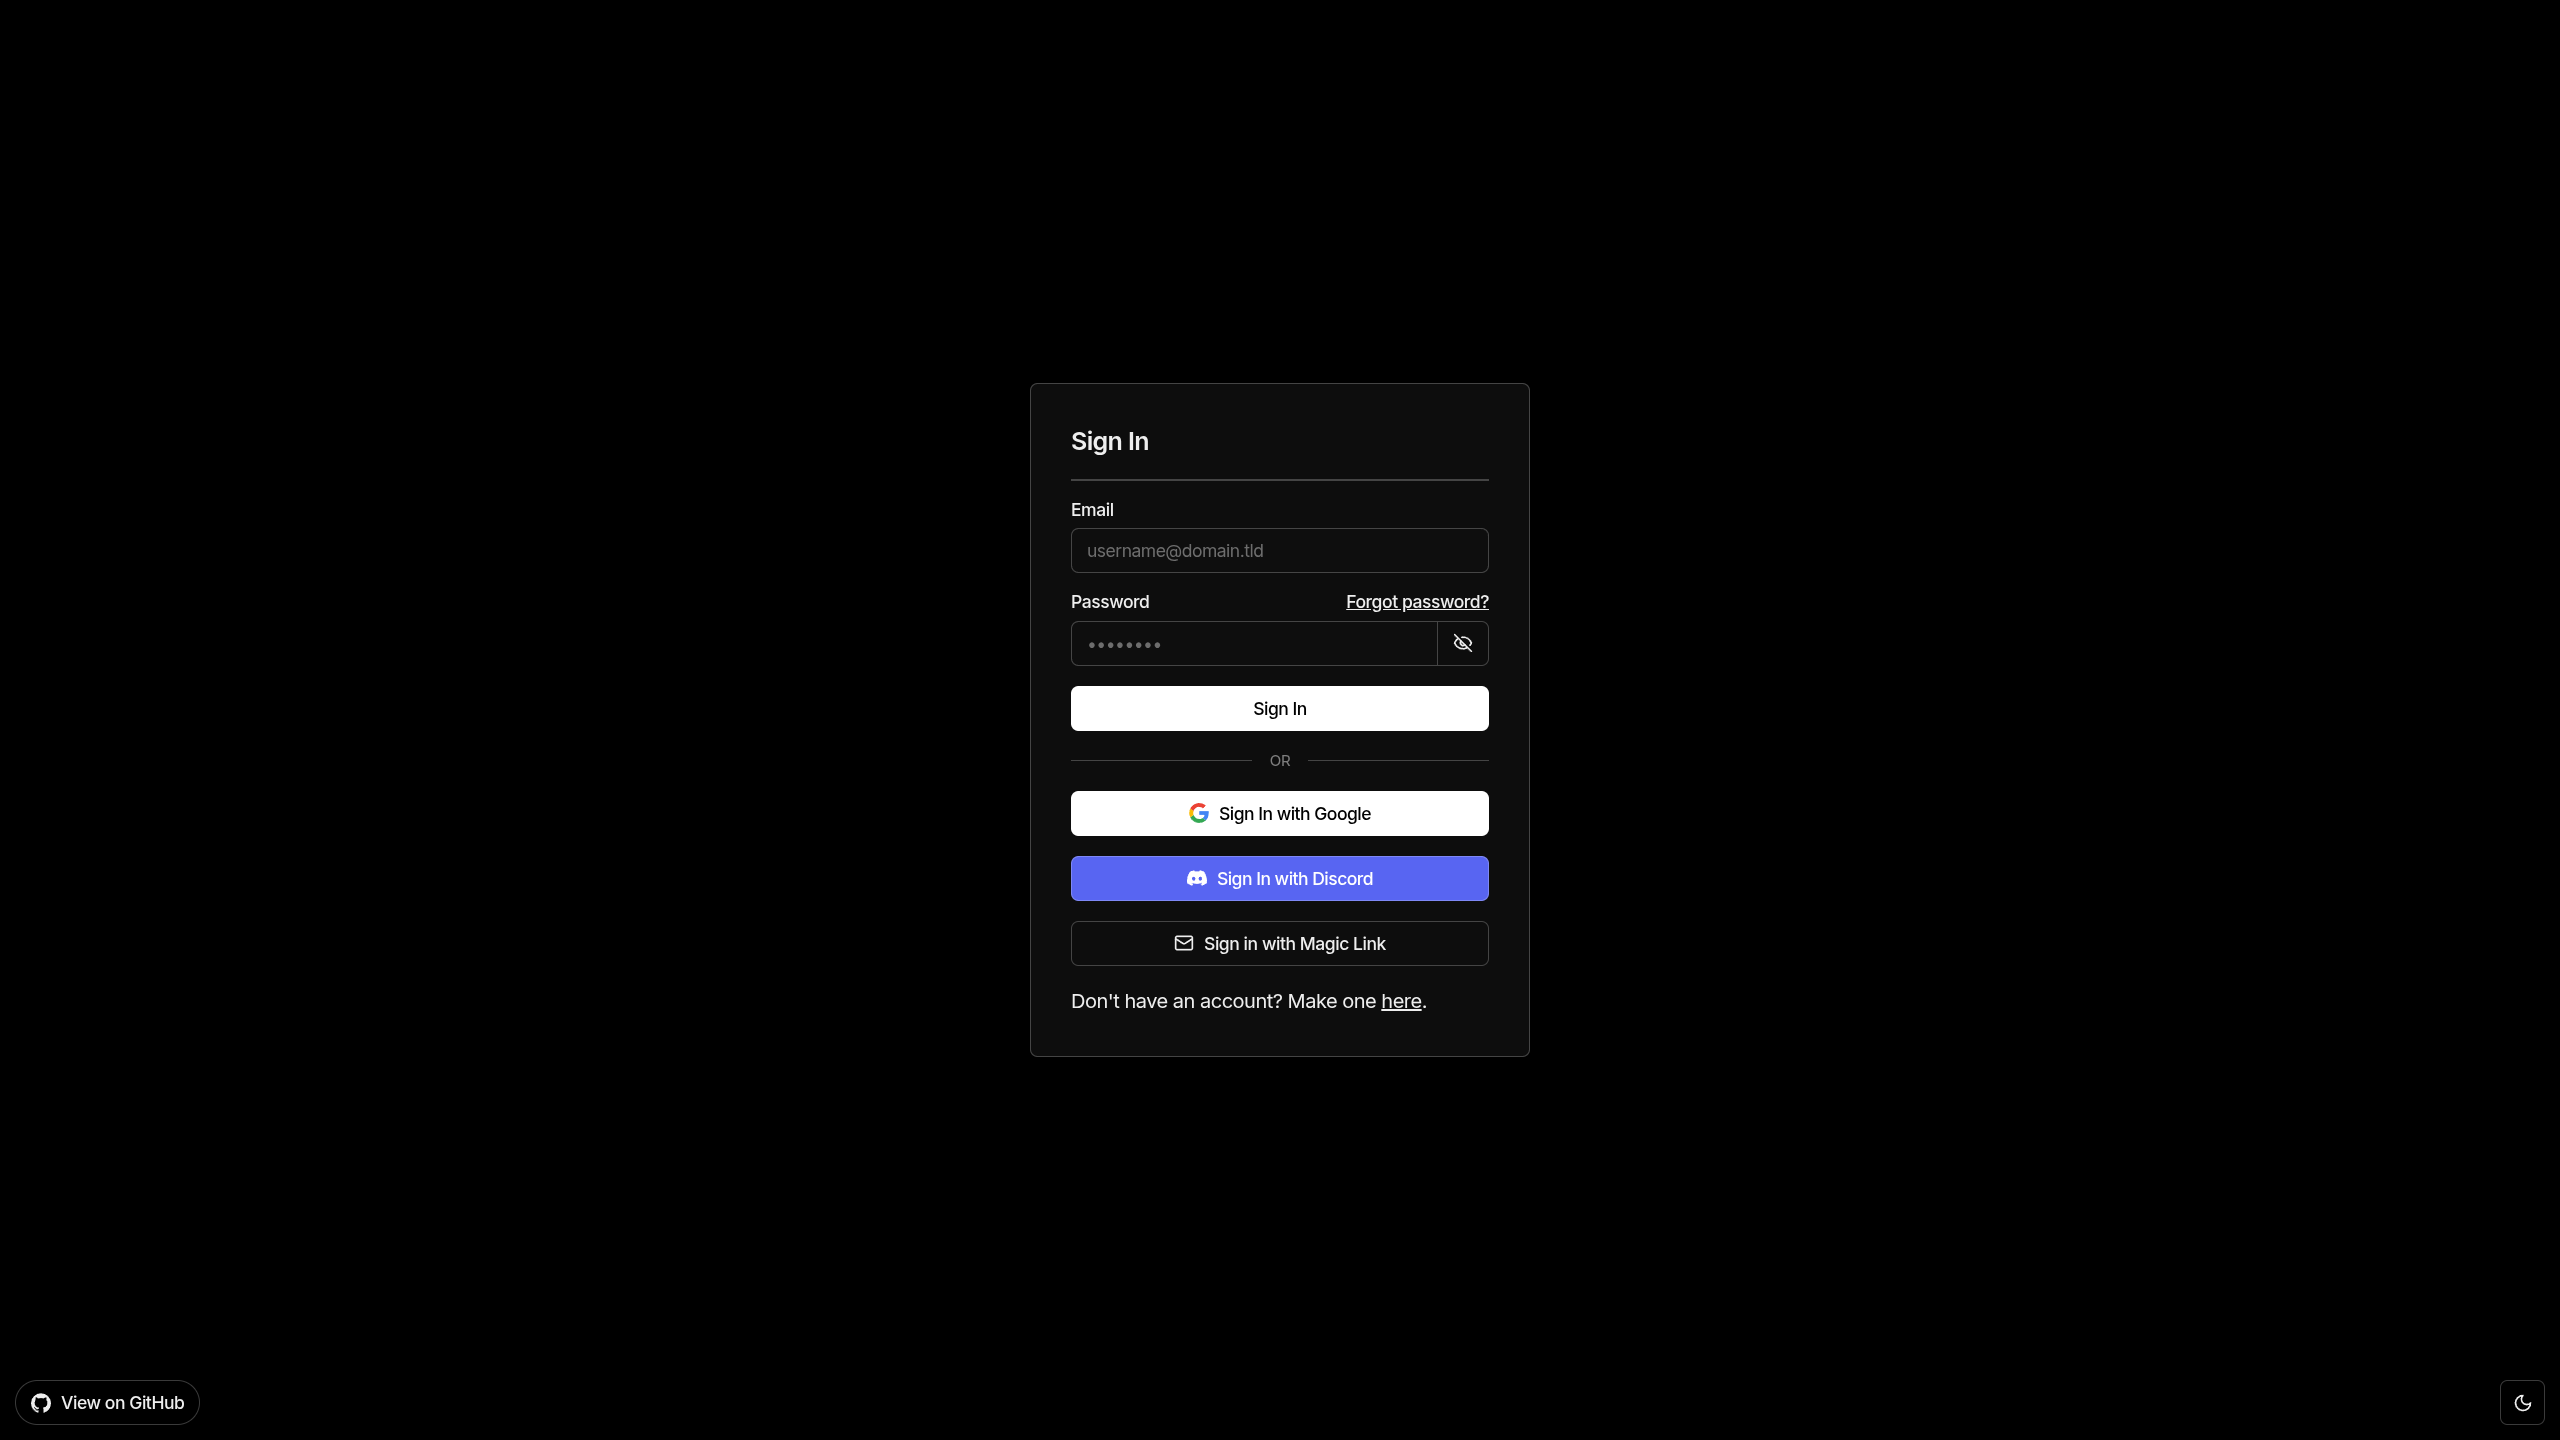 Sign In
Email
username@domain.tld
Password Forgot password?
••••••••
Sign In
OR
Sign In with Google
Sign In with Discord
Sign in with Magic Link
Don't have an account? Make one here.
View on GitHub